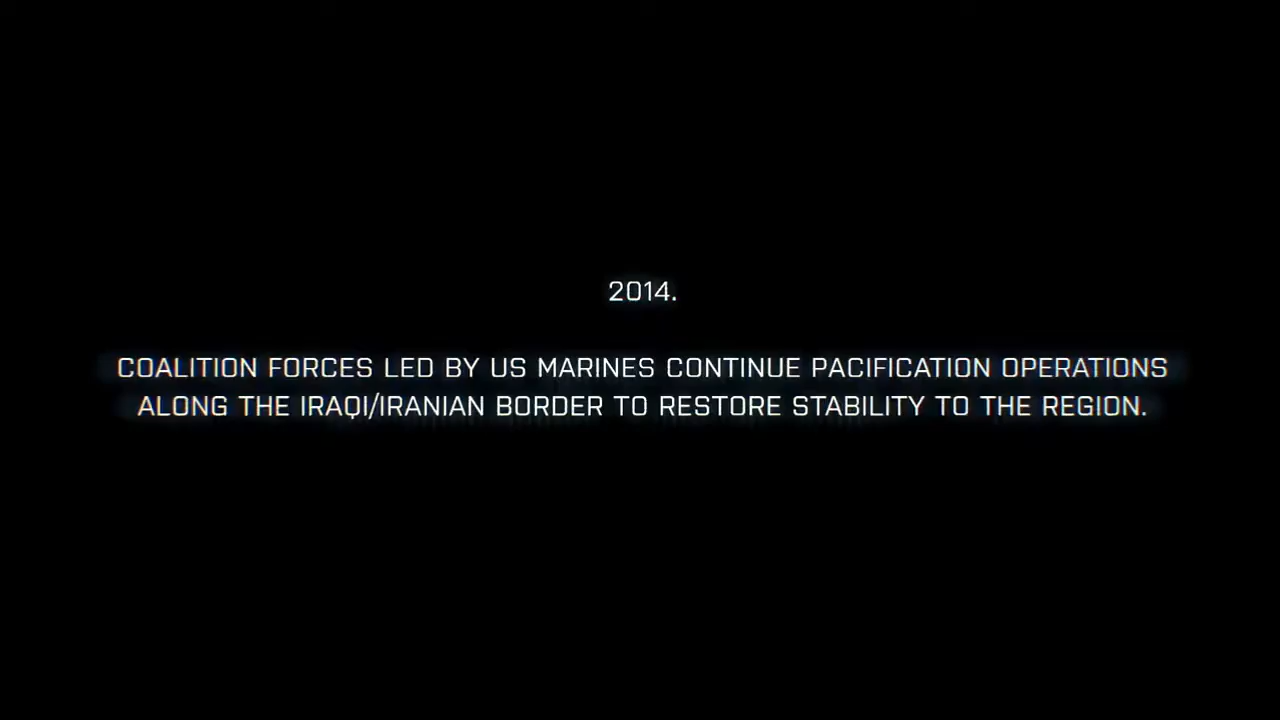 2014.
COALITION FORCES LED BY US MARINES CONTINUE PACIFICATION OPERATIONS
ALONG THE IRAQI/IRANIAN BORDER TO RESTORE STABILITY TO THE REGION.